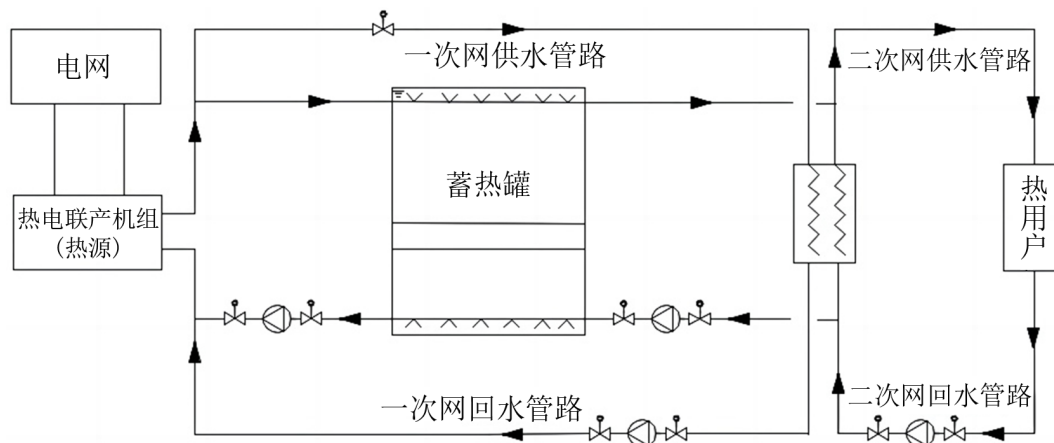 电网
一次网供水管路
二次网供水管路
蓄热罐
热用户
热电联产机组
(热源)
一次网回水管路
二次网回水管路